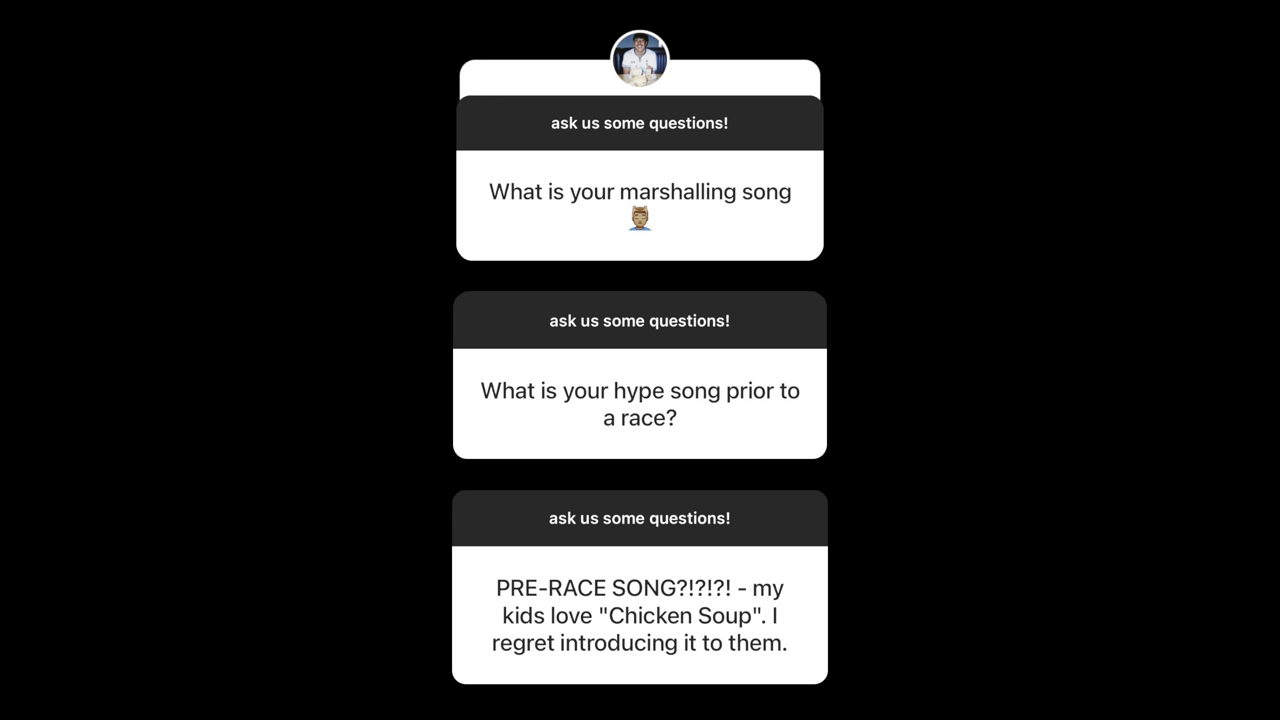 ask us some questions!
What is your marshalling song
💆🏽‍♂️
ask us some questions!
What is your hype song prior to
a race?
ask us some questions!
PRE-RACE SONG?!?!?! - my
kids love "Chicken Soup". I
regret introducing it to them.